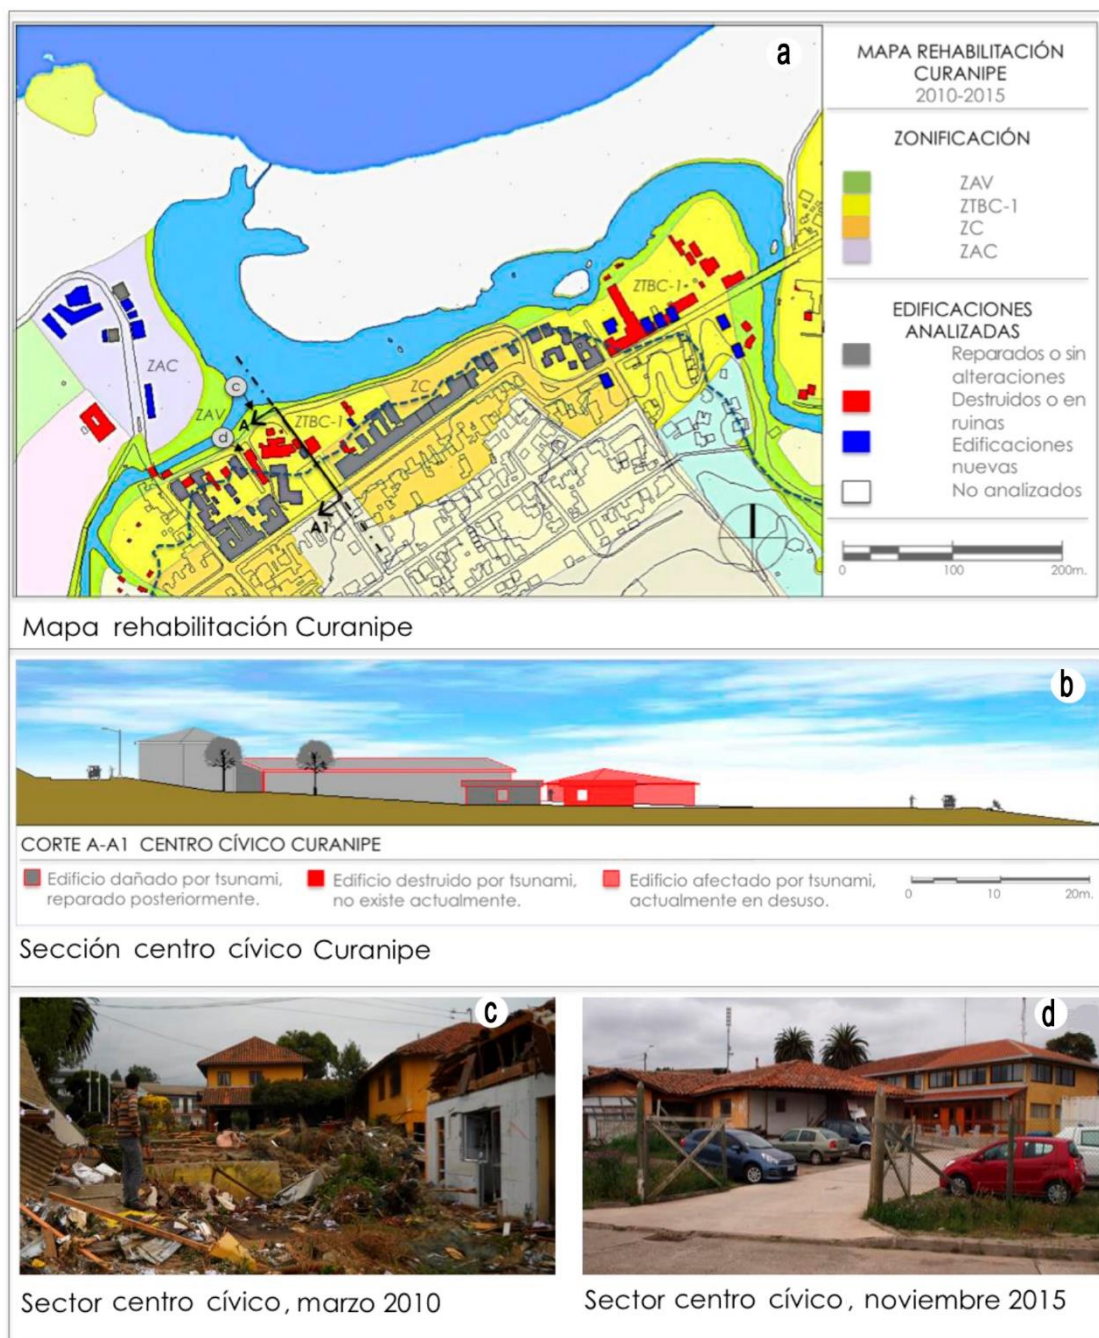 a
MAPA REHABILITACIÓN
CURANIPE
2010-2015
ZONIFICACIÓN
ZAV
ZTBC-1
ZC
ZAC
EDIFICACIONES
ANALIZADAS
Reparados o sin
alteraciones
Destruidos o en
ruinas
Edificaciones
nuevas
No analizados
0 100 200m.
ZTBC-1
ZAC
ZC
c
ZAV
A
ZTBC-1
d
A1
Mapa rehabilitación Curanipe
b
CORTE A-A1 CENTRO CÍVICO CURANIPE
Edificio dañado por tsunami,
reparado posteriormente.
Edificio destruido por tsunami,
no existe actualmente.
Edificio afectado por tsunami,
actualmente en desuso.
0 10 20m.
Sección centro cívico Curanipe
c
d
Sector centro cívico, marzo 2010
Sector centro cívico, noviembre 2015